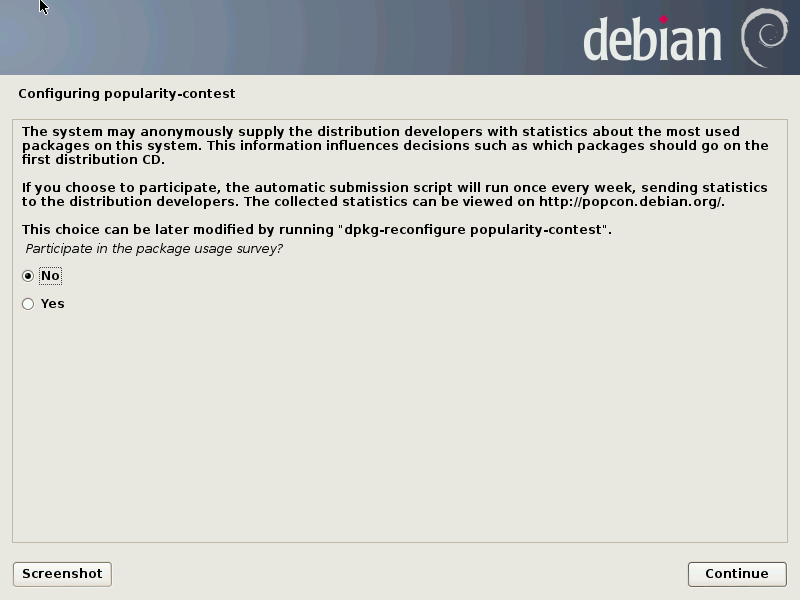 debian
Configuring popularity-contest
The system may anonymously supply the distribution developers with statistics about the most used
packages on this system. This information influences decisions such as which packages should go on the
first distribution CD.
If you choose to participate, the automatic submission script will run once every week, sending statistics
to the distribution developers. The collected statistics can be viewed on http://popcon.debian.org/.
This choice can be later modified by running "dpkg-reconfigure popularity-contest".
Participate in the package usage survey?
No
Yes
Screenshot
Continue